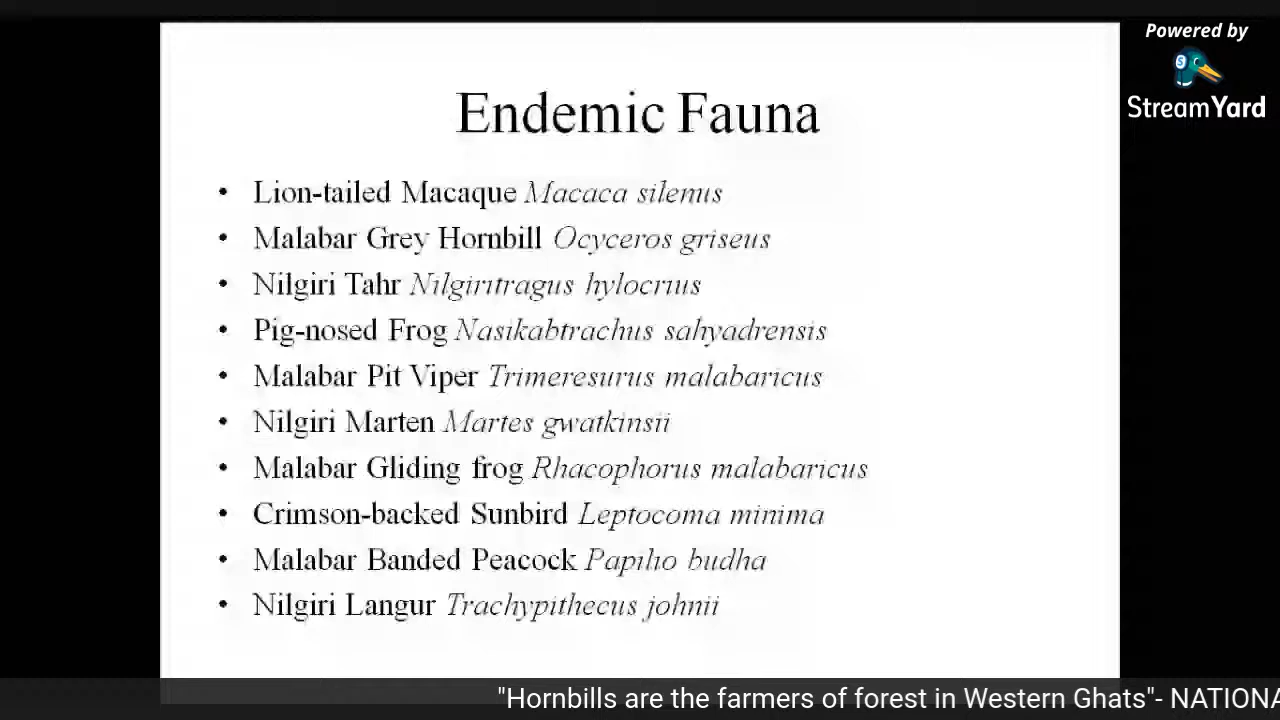 Powered by
StreamYard
Endemic Fauna
• Lion-tailed Macaque Macaca silenus
• Malabar Grey Hornbill Ocyceros griseus
• Nilgiri Tahr Nilgiritragus hylocrius
• Pig-nosed Frog Nasikabtrachus sahyadrensis
• Malabar Pit Viper Trimeresurus malabaricus
• Nilgiri Marten Martes gwatkinsii
• Malabar Gliding frog Rhacophorus malabaricus
• Crimson-backed Sunbird Leptocoma minima
• Malabar Banded Peacock Papilio budha
• Nilgiri Langur Trachypithecus johnii
"Hornbills are the farmers of forest in Western Ghats"- NATIONA